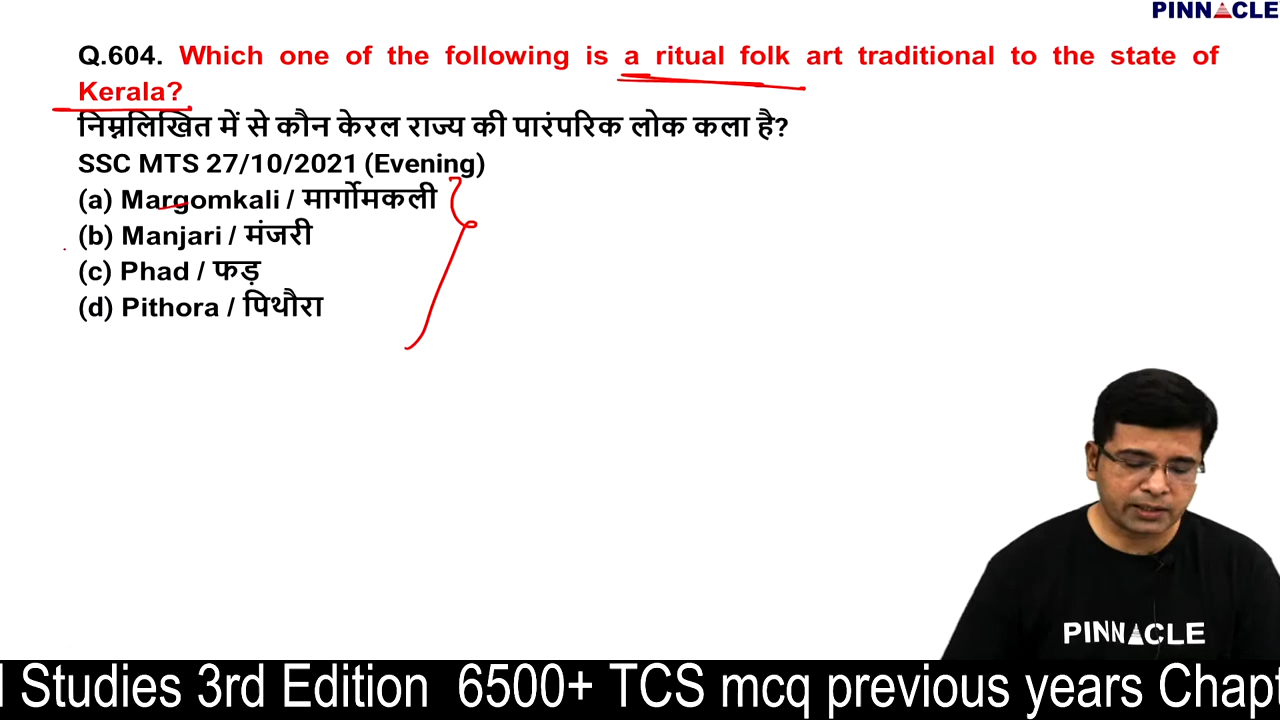 PINNACLE
Q.604. Which one of the following is a ritual folk art traditional to the state of
Kerala?
निम्नलिखित में से कौन केरल राज्य की पारंपरिक लोक कला है?
SSC MTS 27/10/2021 (Evening)
(a) Margomkali / मार्गोमकली
(b) Manjari / मंजरी
(c) Phad / फड़
(d) Pithora / पिथौरा
PINNACLE
Studies 3rd Edition 6500+ TCS mcq previous years Chapt